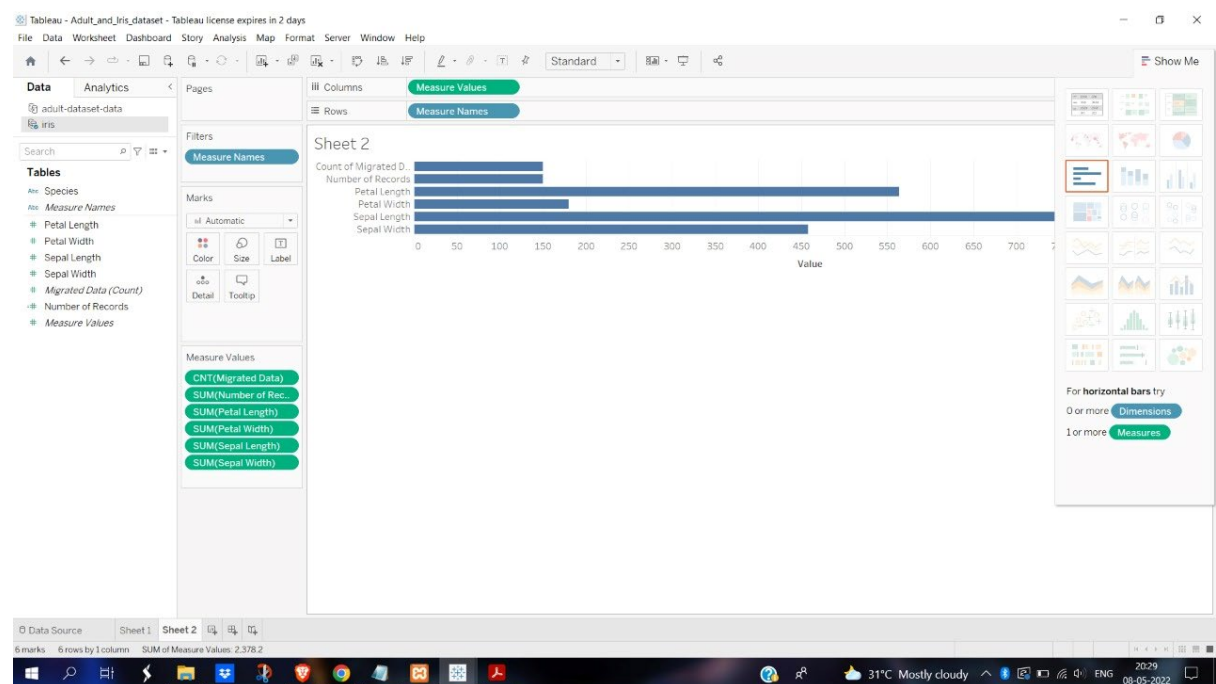 Tableau - Adult_and_Iris_dataset - Tableau license expires in 2 days
File Data Worksheet Dashboard Story Analysis Map Format Server Window Help
Standard
Show Me
Data Analytics
adult-dataset-data
iris
Search
Tables
Abc Species
Abc Measure Names
# Petal Length
# Petal Width
# Sepal Length
# Sepal Width
# Migrated Data (Count)
=# Number of Records
# Measure Values
Pages
Filters
Measure Names
Marks
Automatic
Color Size Label
Detail Tooltip
Measure Values
CNT(Migrated Data)
SUM(Number of Rec..
SUM(Petal Length)
SUM(Petal Width)
SUM(Sepal Length)
SUM(Sepal Width)
Columns Measure Values
Rows Measure Names
Sheet 2
Count of Migrated D..
Number of Records
Petal Length
Petal Width
Sepal Length
Sepal Width
0 50 100 150 200 250 300 350 400 450 500 550 600 650 700
Value
For horizontal bars try
0 or more Dimensions
1 or more Measures
Data Source Sheet 1 Sheet 2
6 marks 6 rows by 1 column SUM of Measure Values: 2,378.2
31°C Mostly cloudy ENG
20:29
08-05-2022